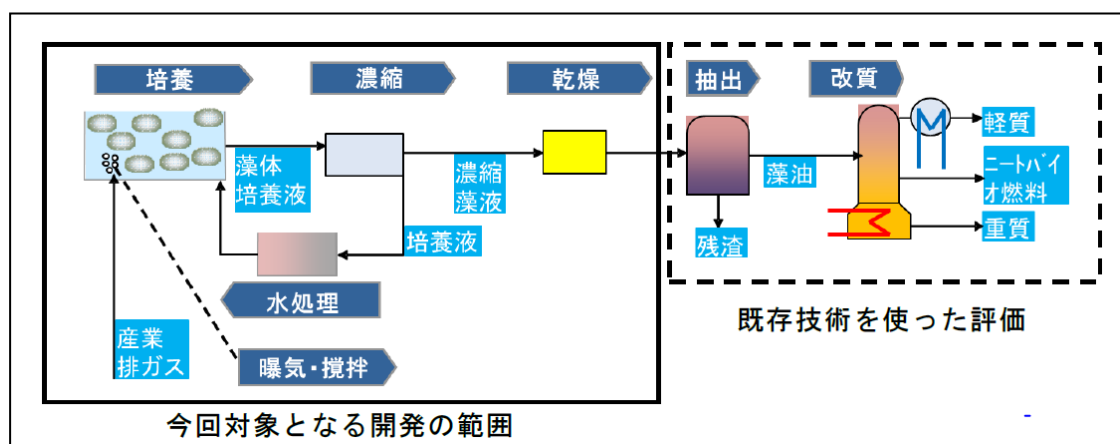 培養
濃縮
乾燥
抽出
改質
藻体
培養液
濃縮
藻液
培養液
水処理
産業
排ガス
曝気・撹拌
藻油
残渣
軽質
ニートバイ
オ燃料
重質
既存技術を使った評価
今回対象となる開発の範囲